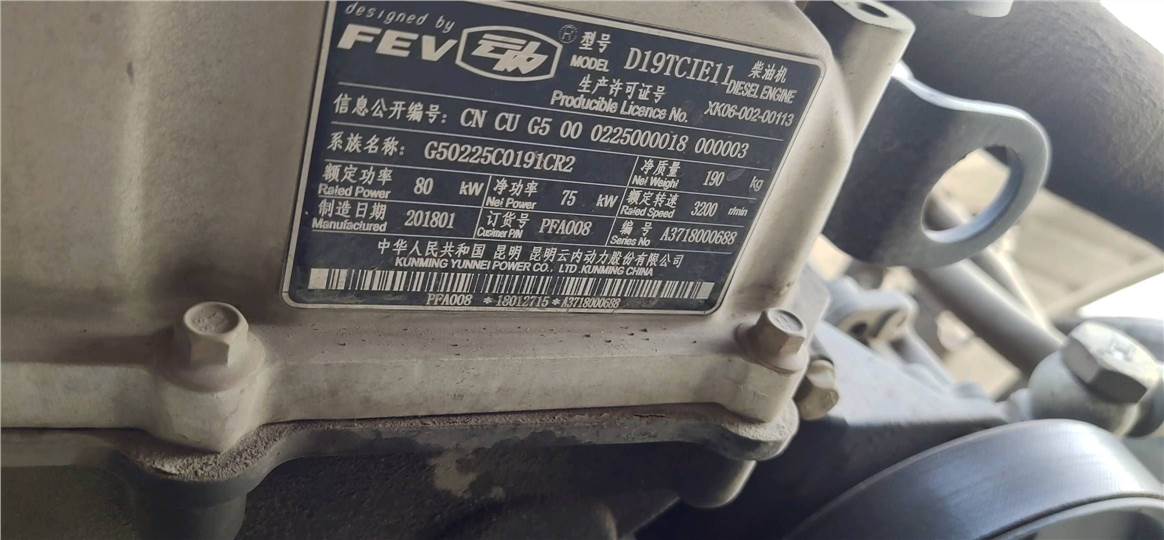 designed by
FEV 云内 ® 型号 MODEL D19TCIE11 柴油机 DIESEL ENGINE
生产许可证号 Producible Licence No. XK06-002-00113
信息公开编号: CN CU G5 00 0225000018 000003
系族名称: G50225C0191CR2 净质量 Net Weight 190 kg
额定功率 Rated Power 80 kW 净功率 Net Power 75 kW 额定转速 Rated Speed 3200 r/min
制造日期 Manufactured 201801 订货号 Custmer P/N PFA008 编号 Series No A3718000688
中华人民共和国 昆明 昆明云内动力股份有限公司
KUNMING YUNNEI POWER CO., LTD .KUNMING CHINA
PFA008 *18012715*A3718000688